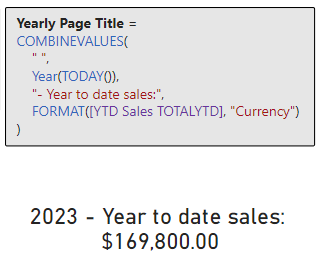 Yearly Page Title =
COMBINEVALUES(
" ",
Year(TODAY()),
"- Year to date sales:",
FORMAT([YTD Sales TOTALYTD], "Currency")
)
2023 - Year to date sales:
$169,800.00